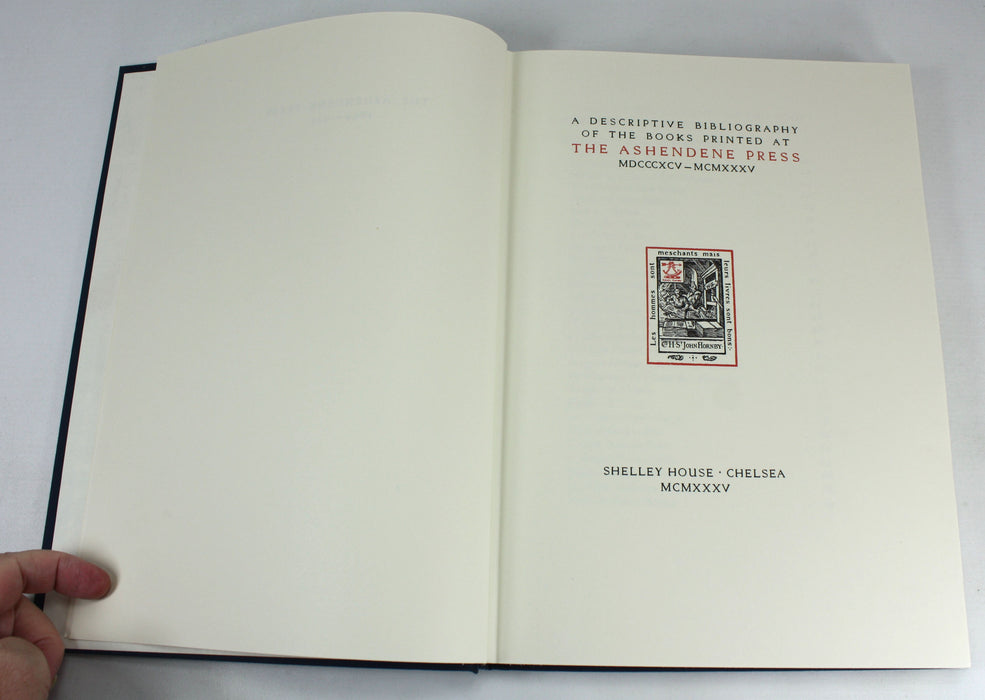 A DESCRIPTIVE BIBLIOGRAPHY
OF THE BOOKS PRINTED AT
THE ASHENDENE PRESS
MDCCCXCV—MCMXXXV
Les hommes sont
meschants mais
leurs livres sont bons:
C·H·St JOHN HORNBY·
SHELLEY HOUSE · CHELSEA
MCMXXXV